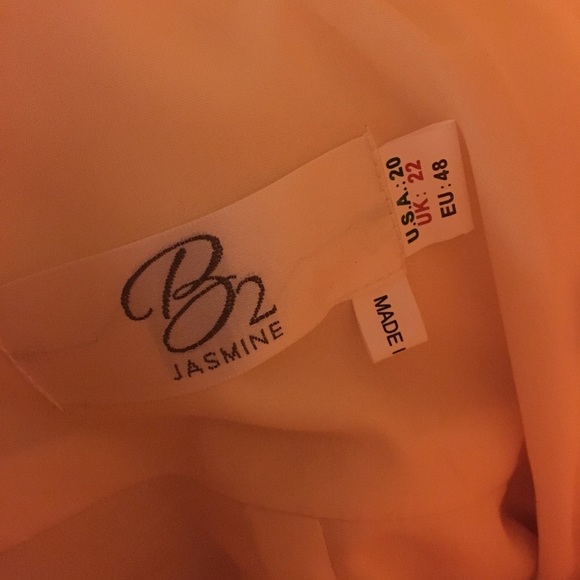 B2
JASMINE
U.S.A.: 20
UK: 22
EU: 48
MADE I